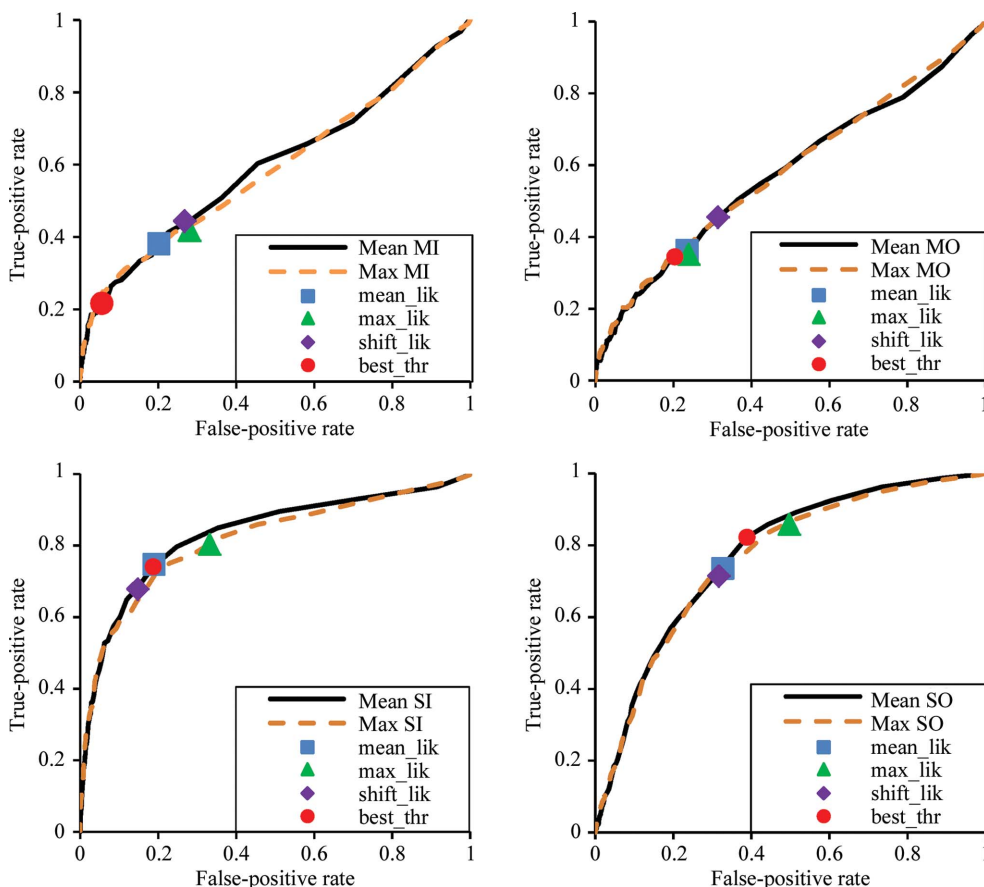 1
0.8
0.6
0.4
0.2
0
True-positive rate
Mean MI
Max MI
mean_lik
max_lik
shift_lik
best_thr
0 0.2 0.4 0.6 0.8 1
False-positive rate
1
0.8
0.6
0.4
0.2
0
True-positive rate
Mean MO
Max MO
mean_lik
max_lik
shift_lik
best_thr
0 0.2 0.4 0.6 0.8 1
False-positive rate
1
0.8
0.6
0.4
0.2
0
True-positive rate
Mean SI
Max SI
mean_lik
max_lik
shift_lik
best_thr
0 0.2 0.4 0.6 0.8 1
False-positive rate
1
0.8
0.6
0.4
0.2
0
True-positive rate
Mean SO
Max SO
mean_lik
max_lik
shift_lik
best_thr
0 0.2 0.4 0.6 0.8 1
False-positive rate